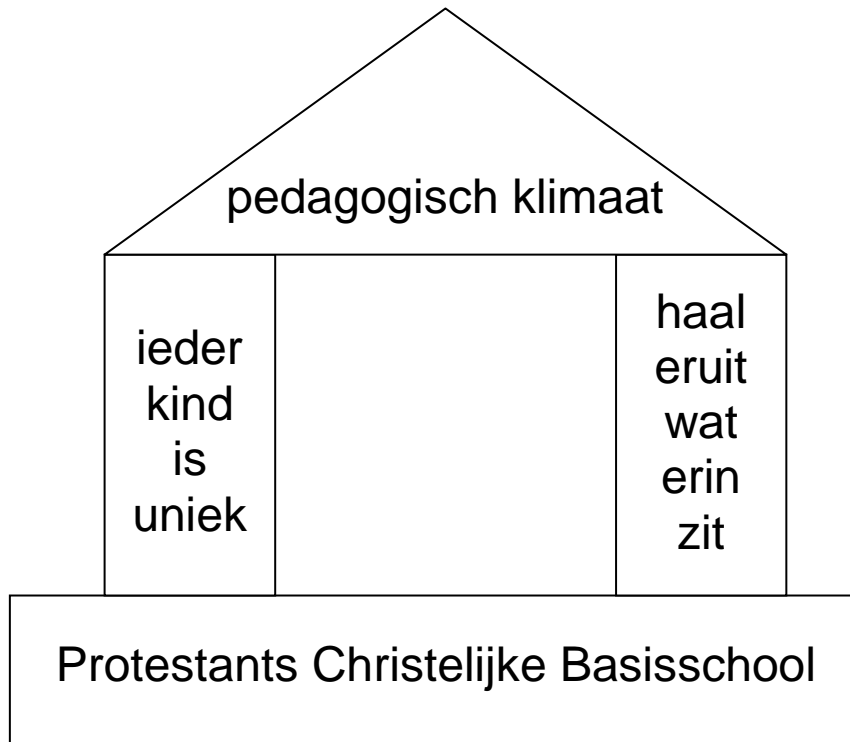 pedagogisch klimaat
ieder
kind
is
uniek
haal
eruit
wat
erin
zit
Protestants Christelijke Basisschool